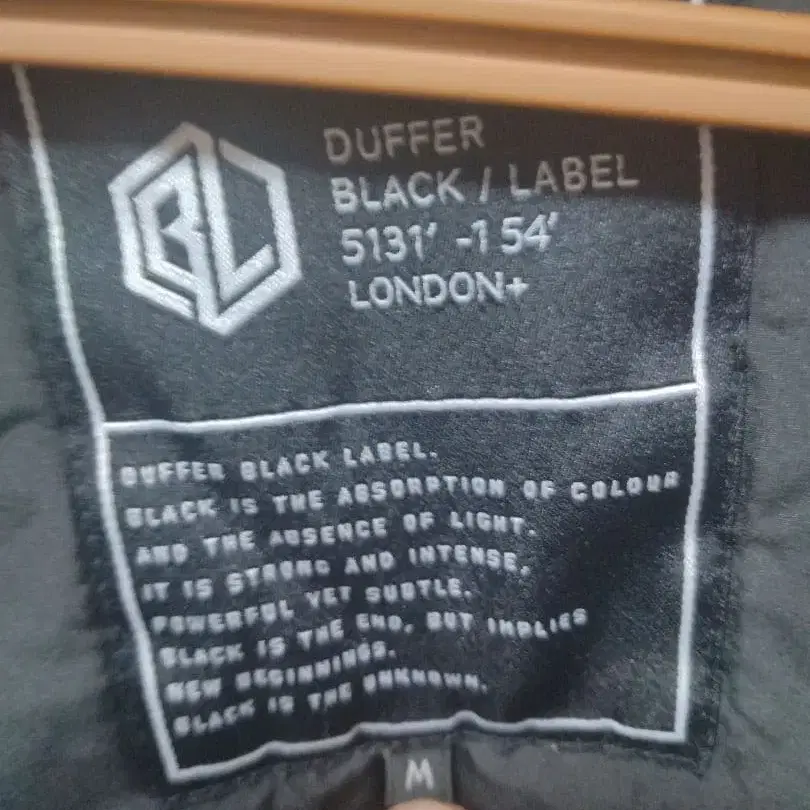 BL
DUFFER
BLACK / LABEL
5131' -1 54'
LONDON+
DUFFER BLACK LABEL.
BLACK IS THE ABSORPTION OF COLOUR
AND THE ABSENCE OF LIGHT.
IT IS STRONG AND INTENSE,
POWERFUL YET SUBTLE.
BLACK IS THE END, BUT IMPLIES
NEW BEGINNINGS.
BLACK IS THE UNKNOWN.
M